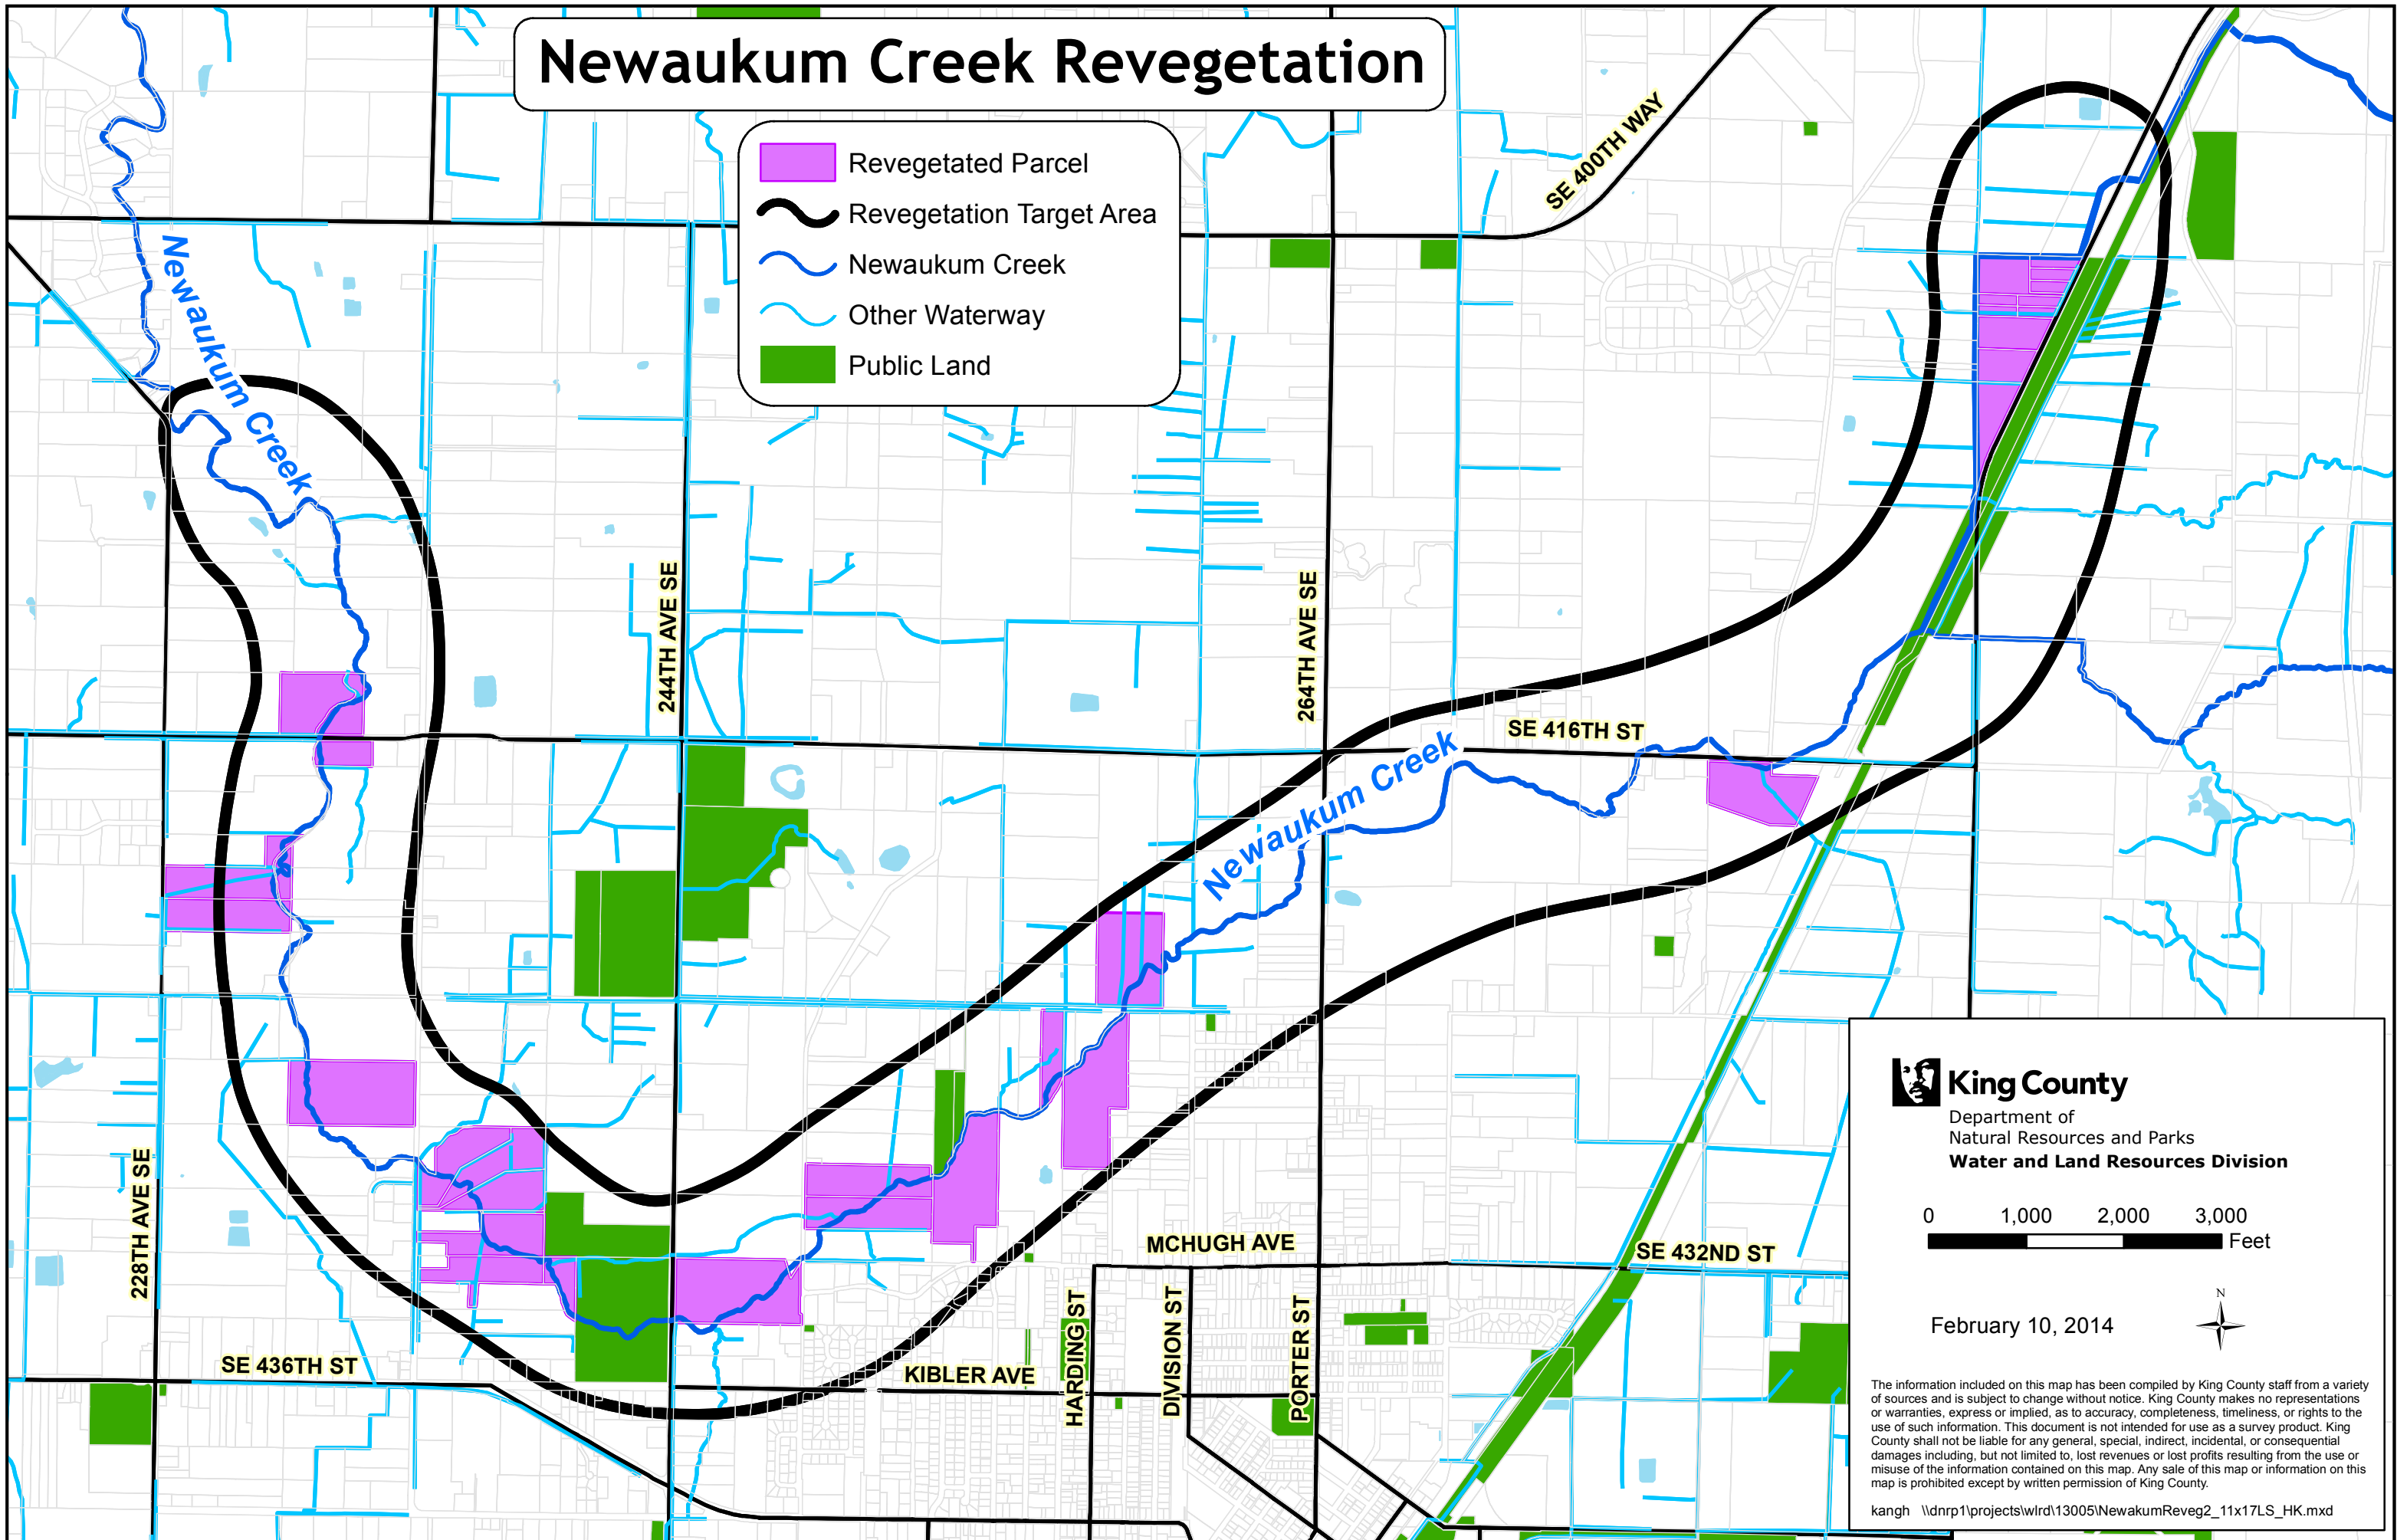 Newaukum Creek Revegetation
Revegetated Parcel
Revegetation Target Area
Newaukum Creek
Other Waterway
Public Land
SE 400TH WAY
Newaukum Creek
244TH AVE SE
264TH AVE SE
SE 416TH ST
Newaukum Creek
228TH AVE SE
MCHUGH AVE
SE 432ND ST
HARDING ST
DIVISION ST
PORTER ST
SE 436TH ST
KIBLER AVE
King County
Department of
Natural Resources and Parks
Water and Land Resources Division
0 1,000 2,000 3,000
Feet
N
February 10, 2014
The information included on this map has been compiled by King County staff from a variety
of sources and is subject to change without notice. King County makes no representations
or warranties, express or implied, as to accuracy, completeness, timeliness, or rights to the
use of such information. This document is not intended for use as a survey product. King
County shall not be liable for any general, special, indirect, incidental, or consequential
damages including, but not limited to, lost revenues or lost profits resulting from the use or
misuse of the information contained on this map. Any sale of this map or information on this
map is prohibited except by written permission of King County.
kangh \\dnrp1\projects\wlrd\13005\NewakumReveg2_11x17LS_HK.mxd